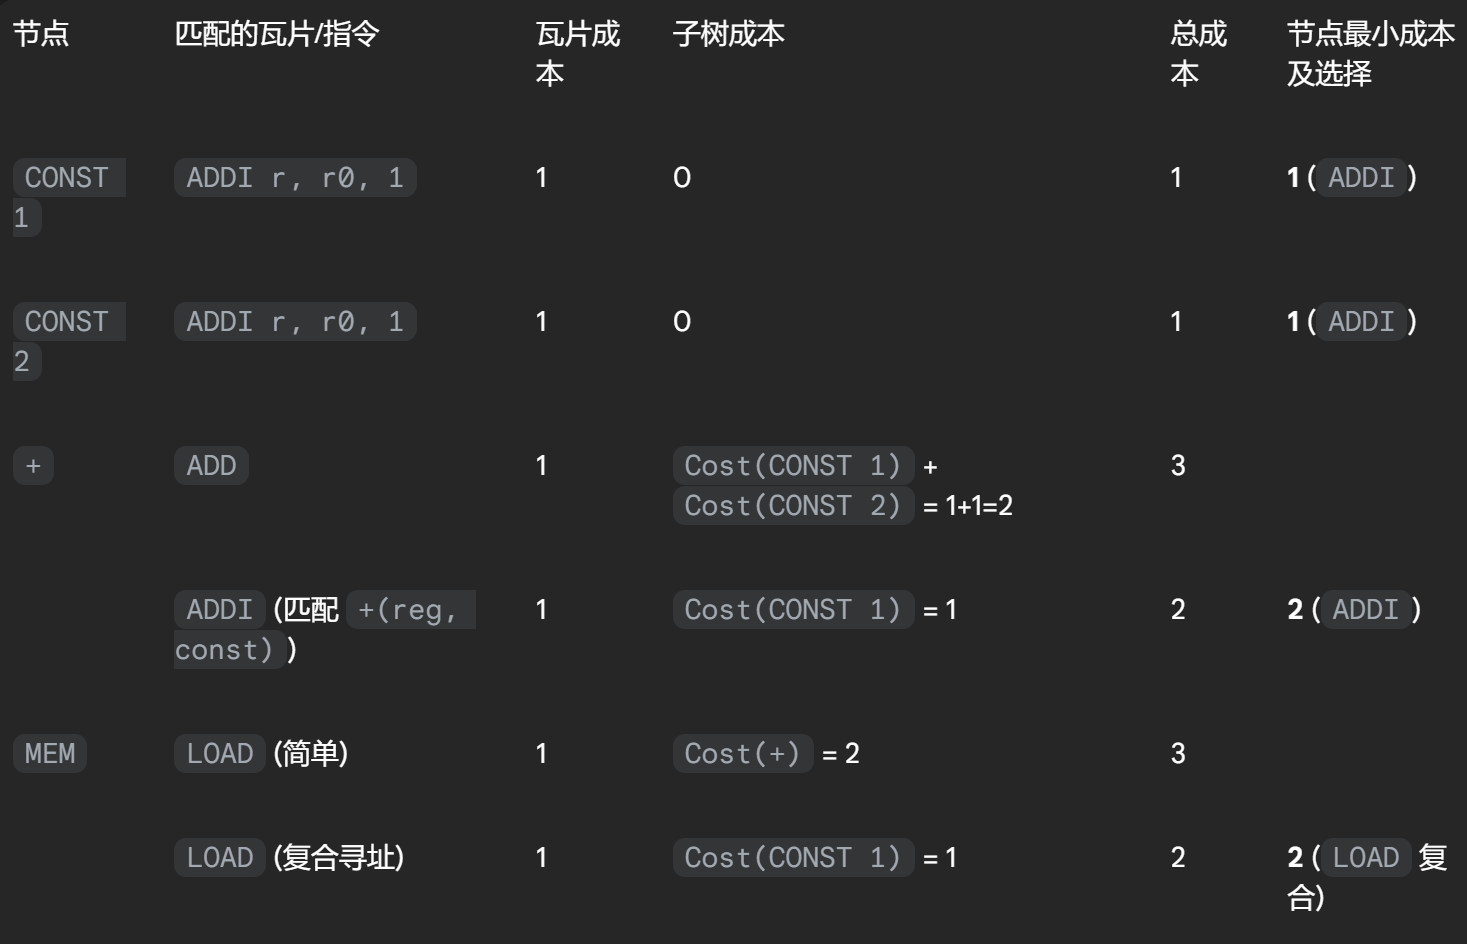 节点 匹配的瓦片/指令 瓦片成 子树成本 总成 节点最小成本
本 本 及选择
CONST ADDI r, r0, 1 1 0 1 1 ( ADDI )
1
CONST ADDI r, r0, 1 1 0 1 1 ( ADDI )
2
+ ADD 1 Cost(CONST 1) + 3
Cost(CONST 2) = 1+1=2
ADDI (匹配 +(reg, 1 Cost(CONST 1) = 1 2 2 ( ADDI )
const) )
MEM LOAD (简单) 1 Cost(+) = 2 3
LOAD (复合寻址) 1 Cost(CONST 1) = 1 2 2 ( LOAD 复
合)